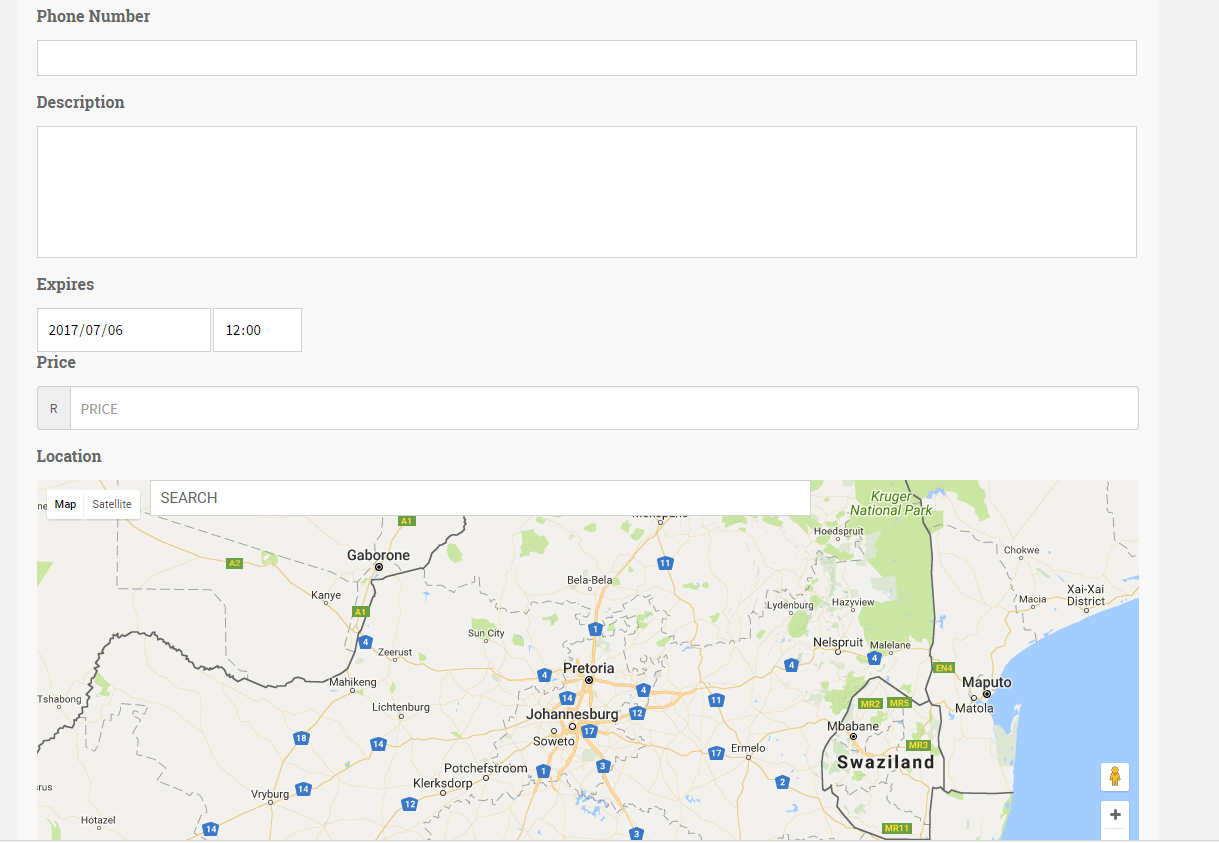 Phone Number
Description
Expires
2017/07/06 12:00
Price
R PRICE
Location
Map Satellite SEARCH
Kruger
National Park
A1
Hoedspruit
Gaborone
Chokwe
A2
11
Bela-Bela
Kanye
Xai-Xai
District
Lydenburg
Hazyview
Macia
A1
1
Sun City
4
Nelspruit
Malelane
Zeerust
4
4
EN4
Pretoria
4
4
Mahikeng
Maputo
Tshabong
14
11
MR2 MR5
Matola
Lichtenburg
Johannesburg
12
Mbabane
17
18
14
Soweto
MR3
Ermelo
17
Swaziland
Potchefstroom
1
3
Klerksdorp
2
Vryburg
14
12
rus
+
Hotazel
14
3
MR11